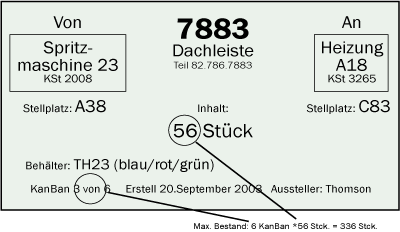 Von
Spritz-
maschine 23
KSt 2008
7883
Dachleiste
Teil 82.786.7883
An
Heizung
A18
KSt 3265
Stellplatz: A38
Inhalt:
Stellplatz: C83
56 Stück
Behälter: TH23 (blau/rot/grün)
KanBan 3 von 6 Erstell 20.September 2003 Aussteller: Thomson
Max. Bestand: 6 KanBan *56 Stck. = 336 Stck.